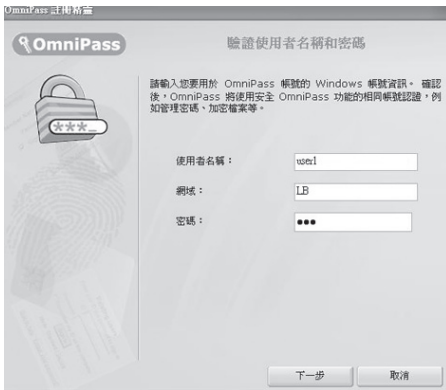 OmniPass 註冊精靈
OmniPass
驗證使用者名稱和密碼
請輸入您要用於 OmniPass 帳號的 Windows 帳號資訊。 確認
後，OmniPass 將使用安全 OmniPass 功能的相同帳號認證，例
如管理密碼、加密檔案等。
***_
使用者名稱：
user1
網域：
LB
密碼：
●●●
下一步
取消